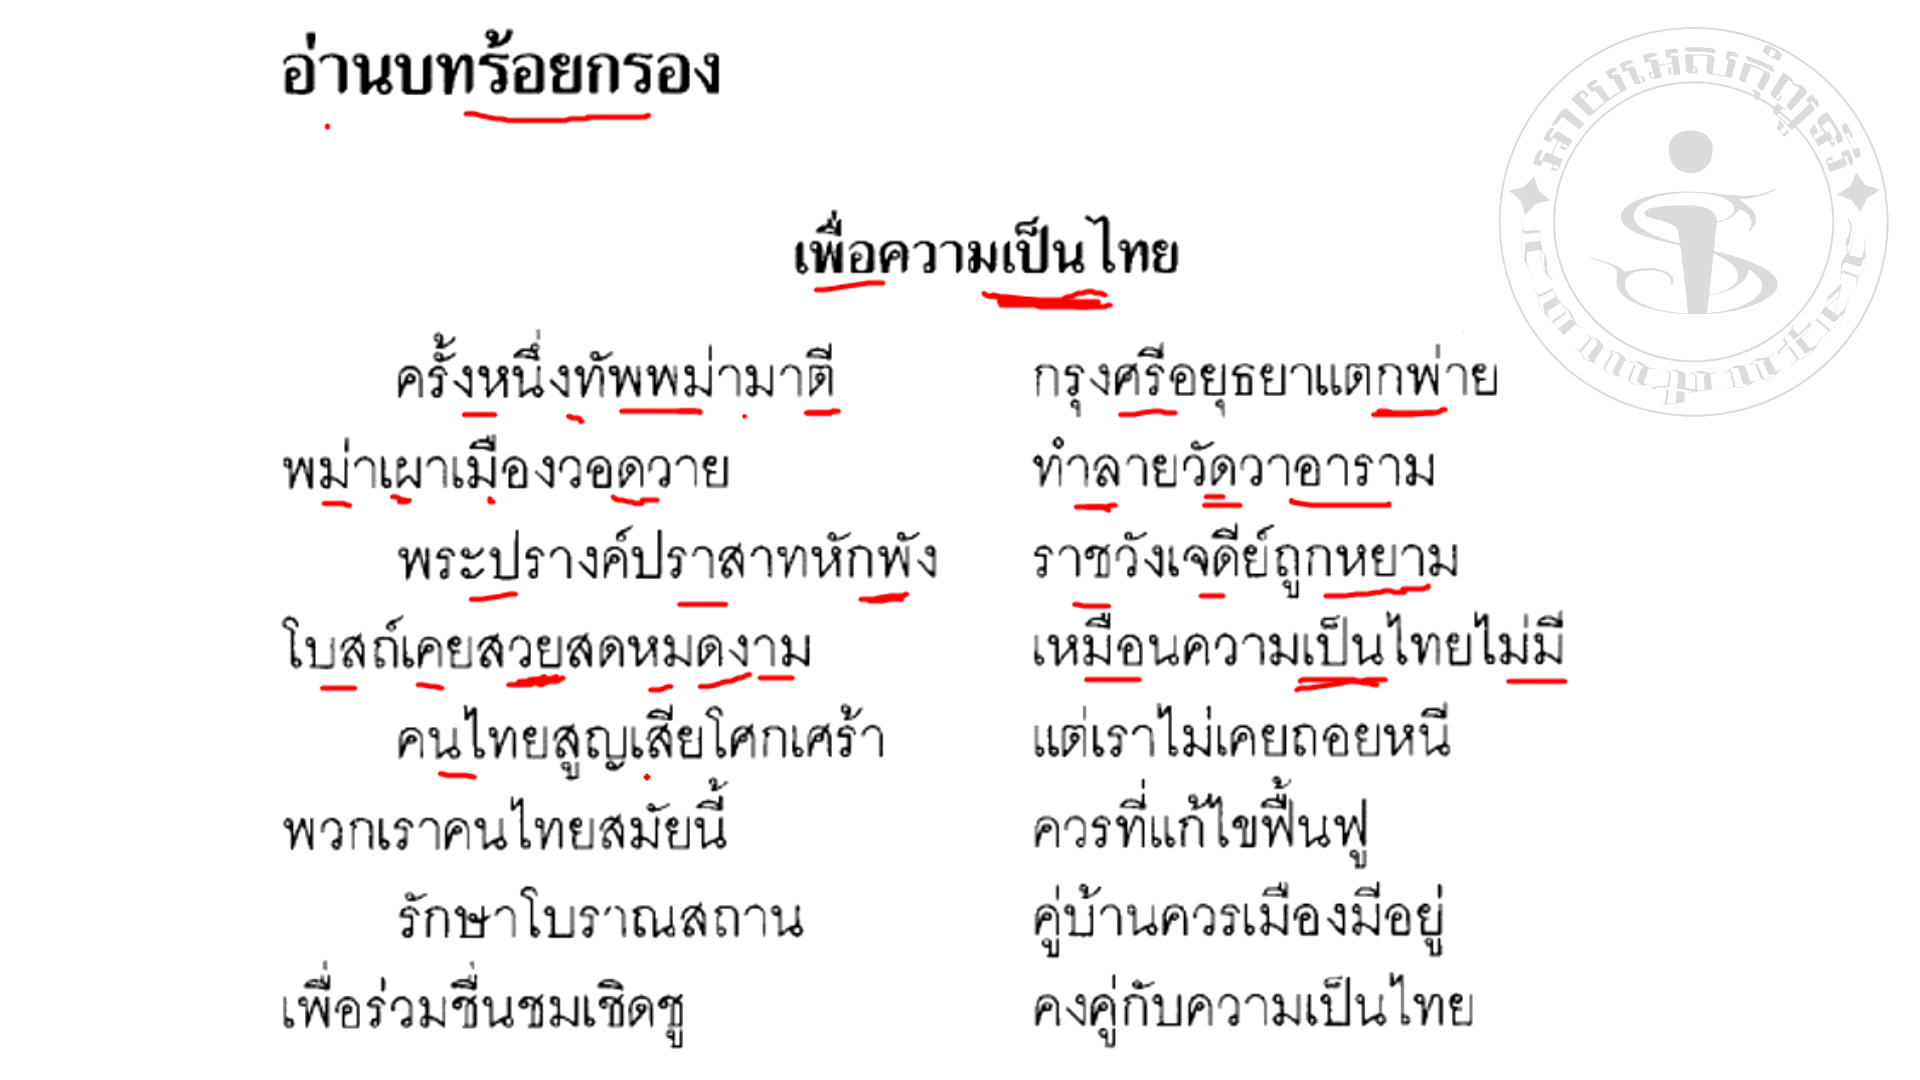 อ่านบทร้อยกรอง
เพื่อความเป็นไทย
ครั้งหนึ่งทัพพม่ามาตี กรุงศรีอยุธยาแตกพ่าย
พม่าเผาเมืองวอดวาย ทำลายวัดวาอาราม
พระปรางค์ปราสาทหักพัง ราชวังเจดีย์ถูกหยาม
โบสถ์เคยสวยสดหมดงาม เหมือนความเป็นไทยไม่มี
คนไทยสูญเสียโศกเศร้า แต่เราไม่เคยถอยหนี
พวกเราคนไทยสมัยนี้ ควรที่แก้ไขฟื้นฟู
รักษาโบราณสถาน คู่บ้านควรเมืองมีอยู่
เพื่อร่วมชื่นชมเชิดชู คงคู่กับความเป็นไทย